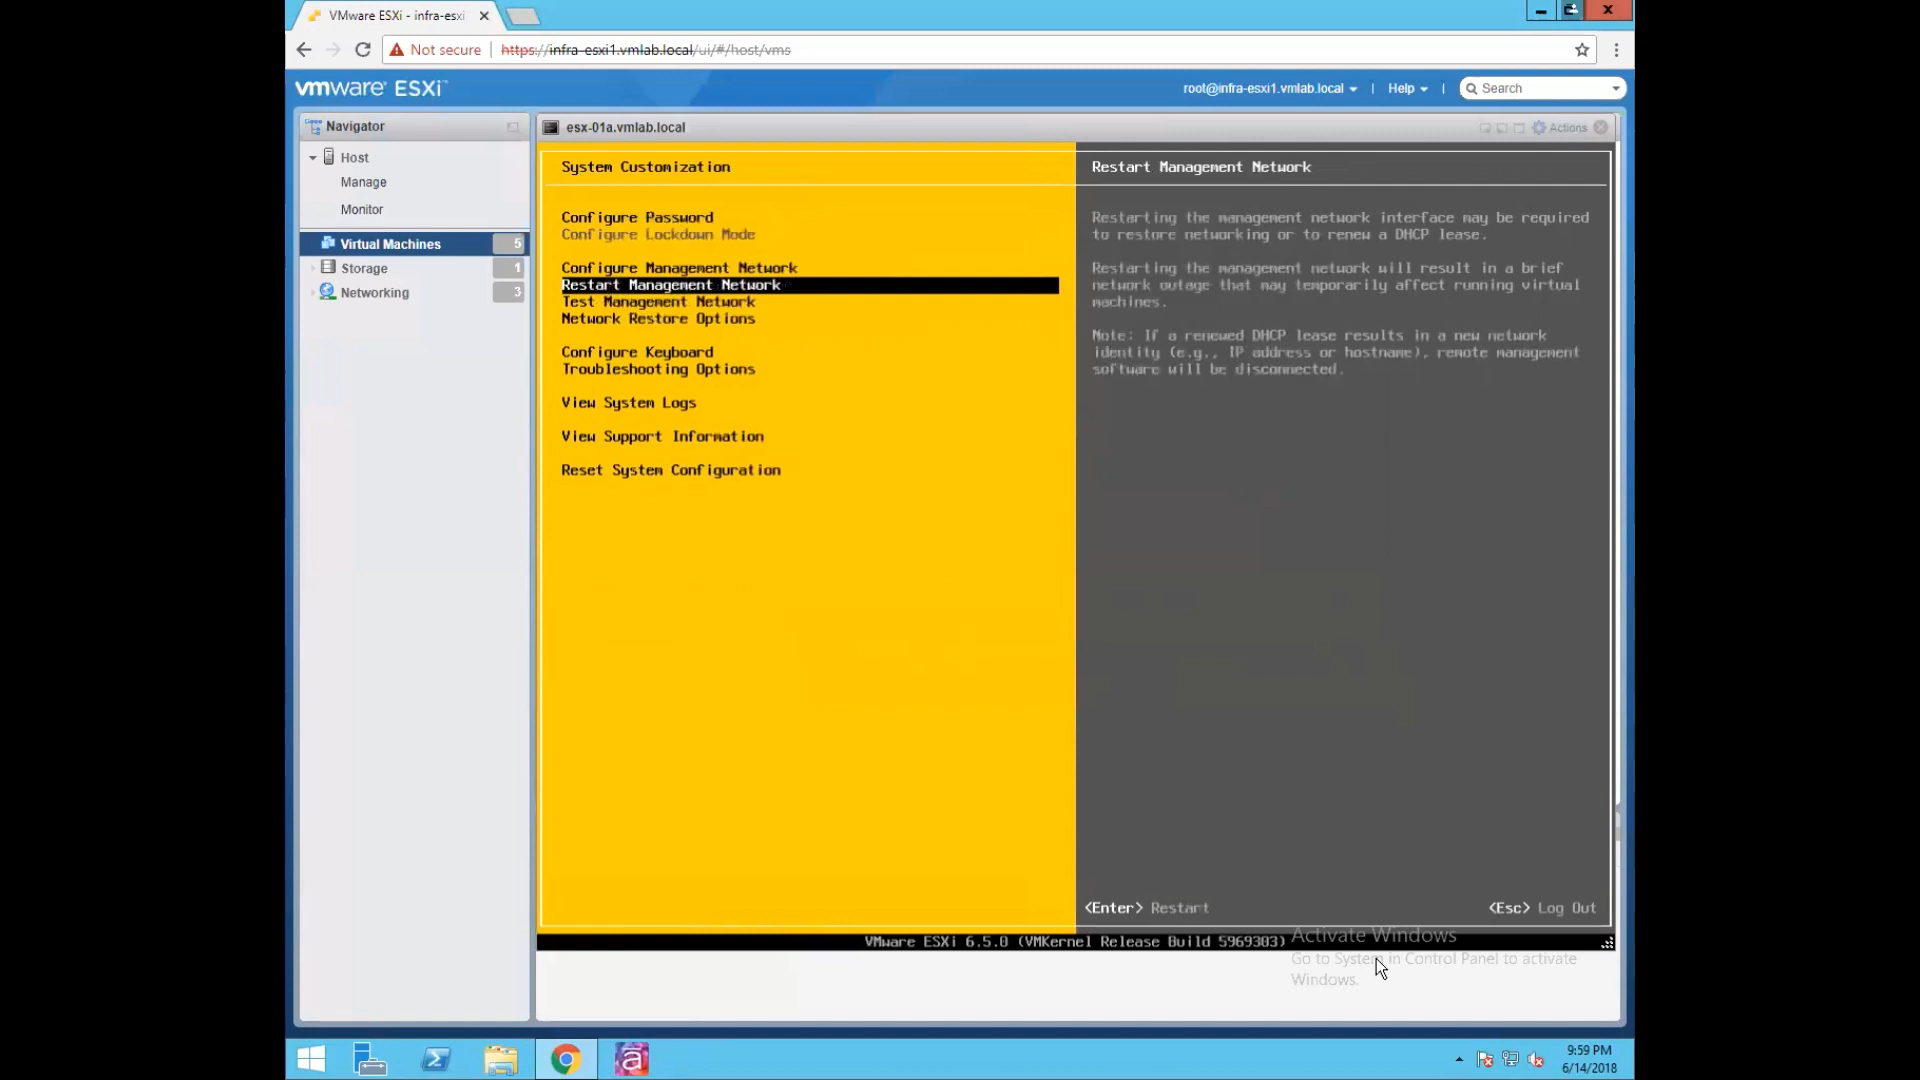 VMware ESXi - infra-esxi
Not secure
https://infra-esxi1.vmlab.local/ui/#/host/vms
vmware ESXi™
root@infra-esxi1.vmlab.local
|
Help
|
Search
Navigator
Host
Manage
Monitor
Virtual Machines
5
Storage
1
Networking
3
esx-01a.vmlab.local
Actions
System Customization
Configure Password
Configure Lockdown Mode
Configure Management Network
Restart Management Network
Test Management Network
Network Restore Options
Configure Keyboard
Troubleshooting Options
View System Logs
View Support Information
Reset System Configuration
Restart Management Network
Restarting the management network interface may be required
to restore networking or to renew a DHCP lease.
Restarting the management network will result in a brief
network outage that may temporarily affect running virtual
machines.
Note: If a renewed DHCP lease results in a new network
identity (e.g., IP address or hostname), remote management
software will be disconnected.
<Enter> Restart
<Esc> Log Out
VMware ESXi 6.5.0 (VMKernel Release Build 5969303)
Activate Windows
Go to System in Control Panel to activate
Windows.
a
9:59 PM
6/14/2018